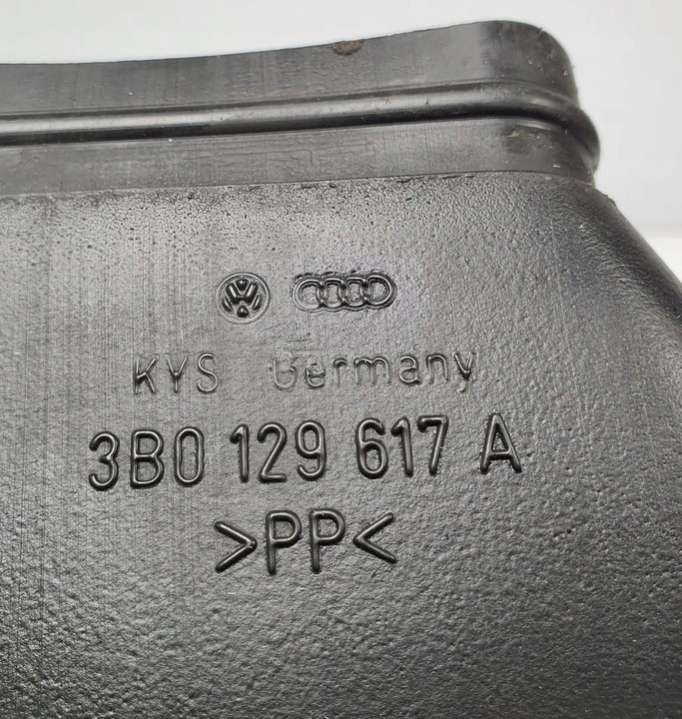 KYS Germany
3B0 129 617 A
>PP<